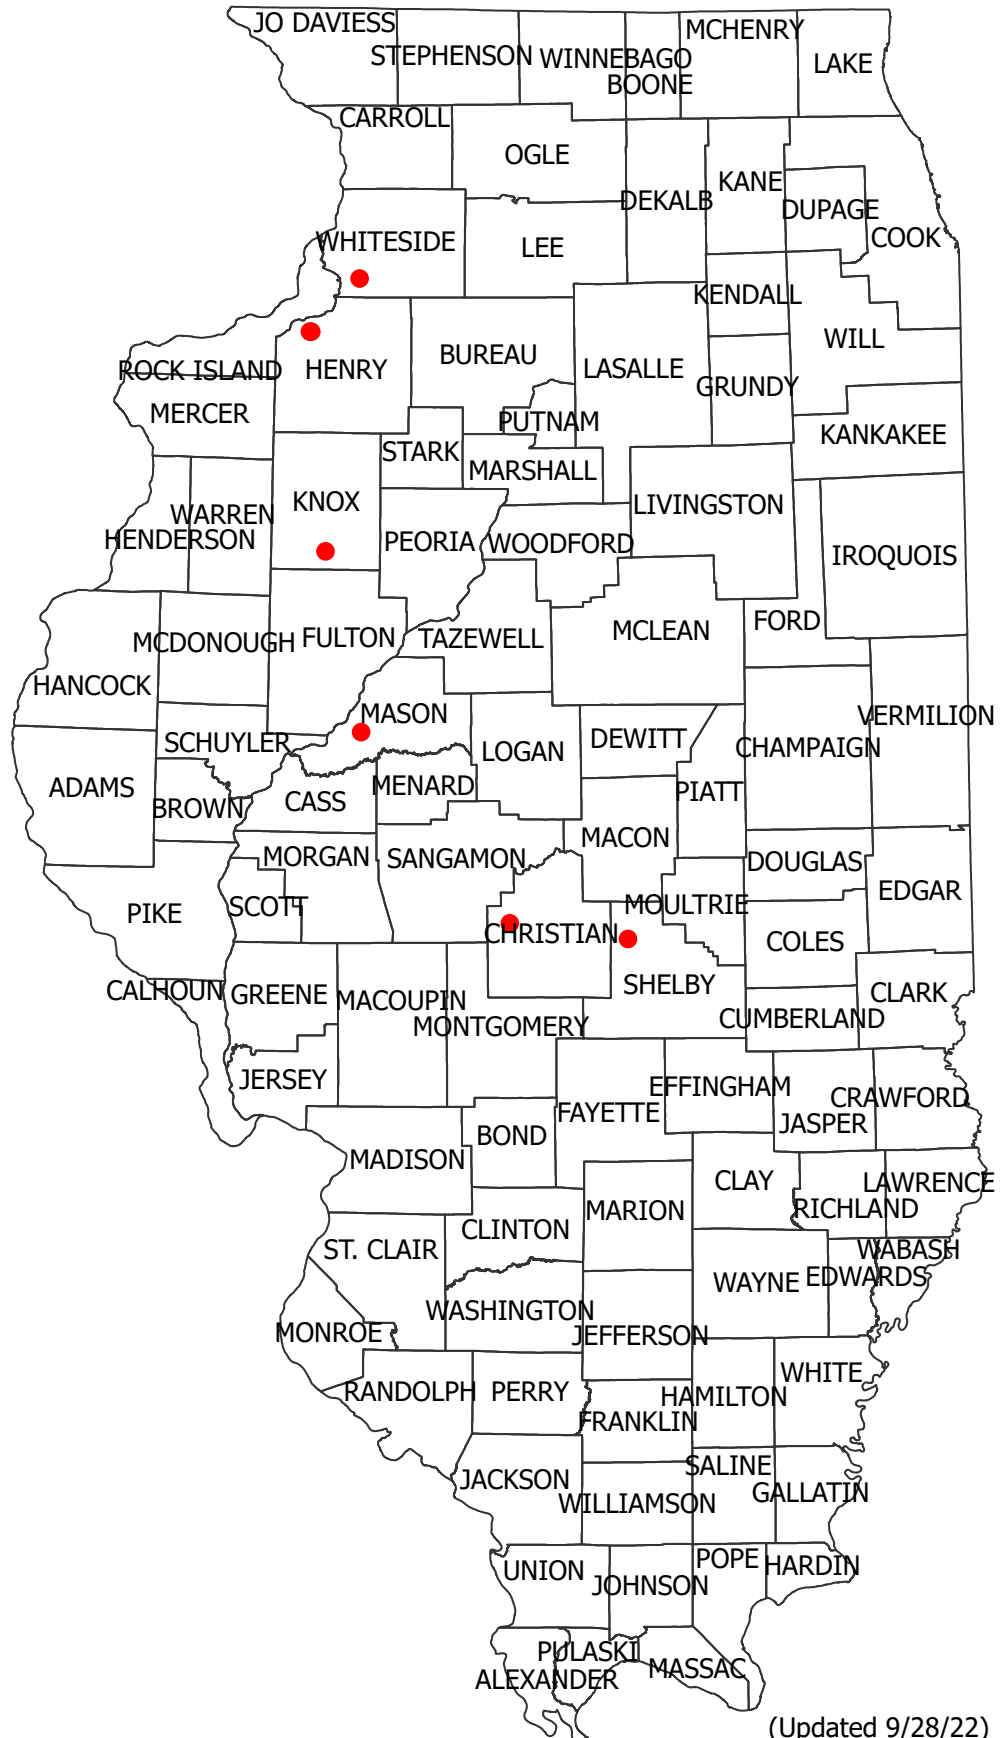 JO DAVIESS
STEPHENSON
WINNEBAGO
BOONE
MCHENRY
LAKE
CARROLL
OGLE
DEKALB
KANE
DUPAGE
COOK
WHITESIDE
LEE
KENDALL
WILL
ROCK ISLAND
HENRY
BUREAU
LASALLE
GRUNDY
MERCER
PUTNAM
KANKAKEE
STARK
MARSHALL
KNOX
LIVINGSTON
WARREN
HENDERSON
PEORIA
WOODFORD
IROQUOIS
MCDONOUGH
FULTON
TAZEWELL
MCLEAN
FORD
HANCOCK
MASON
VERMILION
SCHUYLER
LOGAN
DEWITT
CHAMPAIGN
ADAMS
MENARD
PIATT
BROWN
CASS
MACON
MORGAN
SANGAMON
DOUGLAS
EDGAR
PIKE
SCOTT
CHRISTIAN
MOULTRIE
COLES
CALHOUN
GREENE
MACOUPIN
SHELBY
CLARK
MONTGOMERY
CUMBERLAND
JERSEY
EFFINGHAM
CRAWFORD
FAYETTE
JASPER
BOND
MADISON
CLAY
LAWRENCE
RICHLAND
MARION
CLINTON
ST. CLAIR
WABASH
EDWARDS
WAYNE
WASHINGTON
MONROE
JEFFERSON
RANDOLPH
PERRY
HAMILTON
WHITE
FRANKLIN
JACKSON
SALINE
WILLIAMSON
GALLATIN
UNION
JOHNSON
POPE
HARDIN
PULASKI
ALEXANDER
MASSAC
(Updated 9/28/22)